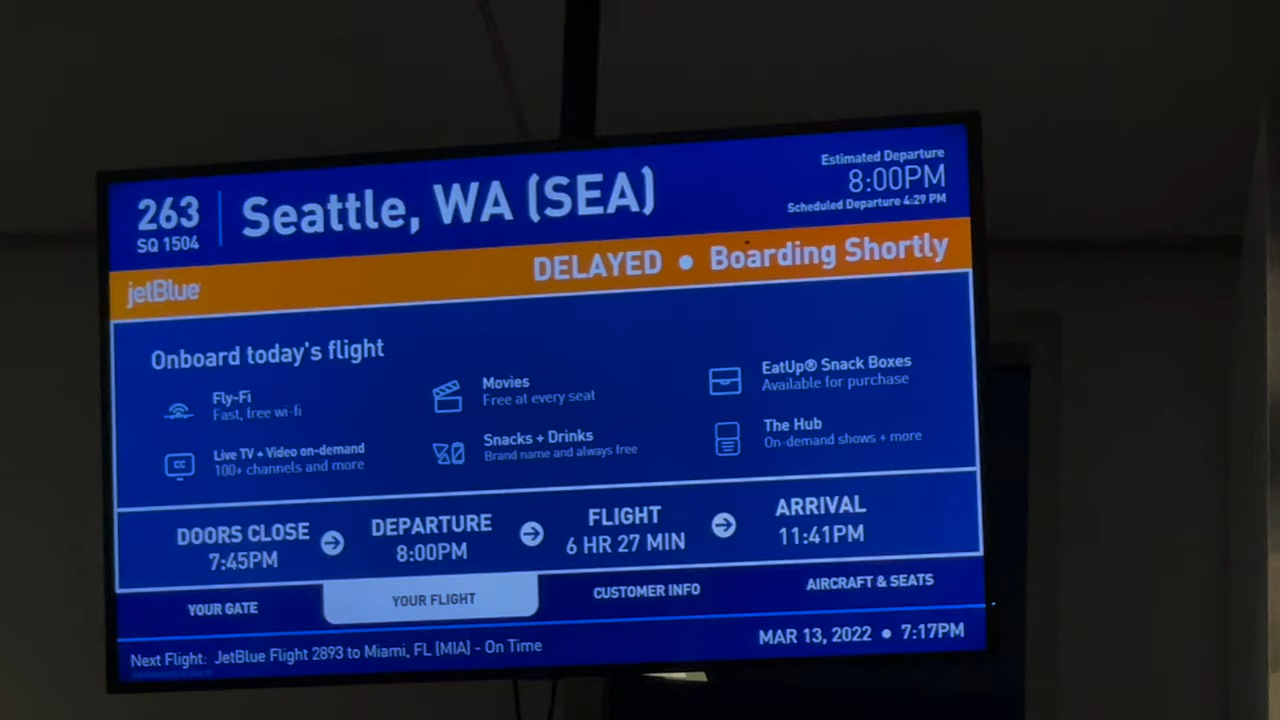 263
SQ 1504
Seattle, WA (SEA)
Estimated Departure
8:00PM
Scheduled Departure 4:29 PM
jetBlue
DELAYED ● Boarding Shortly
Onboard today's flight
Fly-Fi
Fast, free wi-fi
Movies
Free at every seat
EatUp® Snack Boxes
Available for purchase
CC
Live TV + Video on-demand
100+ channels and more
Snacks + Drinks
Brand name and always free
The Hub
On-demand shows + more
DOORS CLOSE
7:45PM
DEPARTURE
8:00PM
FLIGHT
6 HR 27 MIN
ARRIVAL
11:41PM
YOUR GATE
YOUR FLIGHT
CUSTOMER INFO
AIRCRAFT & SEATS
Next Flight: JetBlue Flight 2893 to Miami, FL (MIA) - On Time
MAR 13, 2022 ● 7:17PM